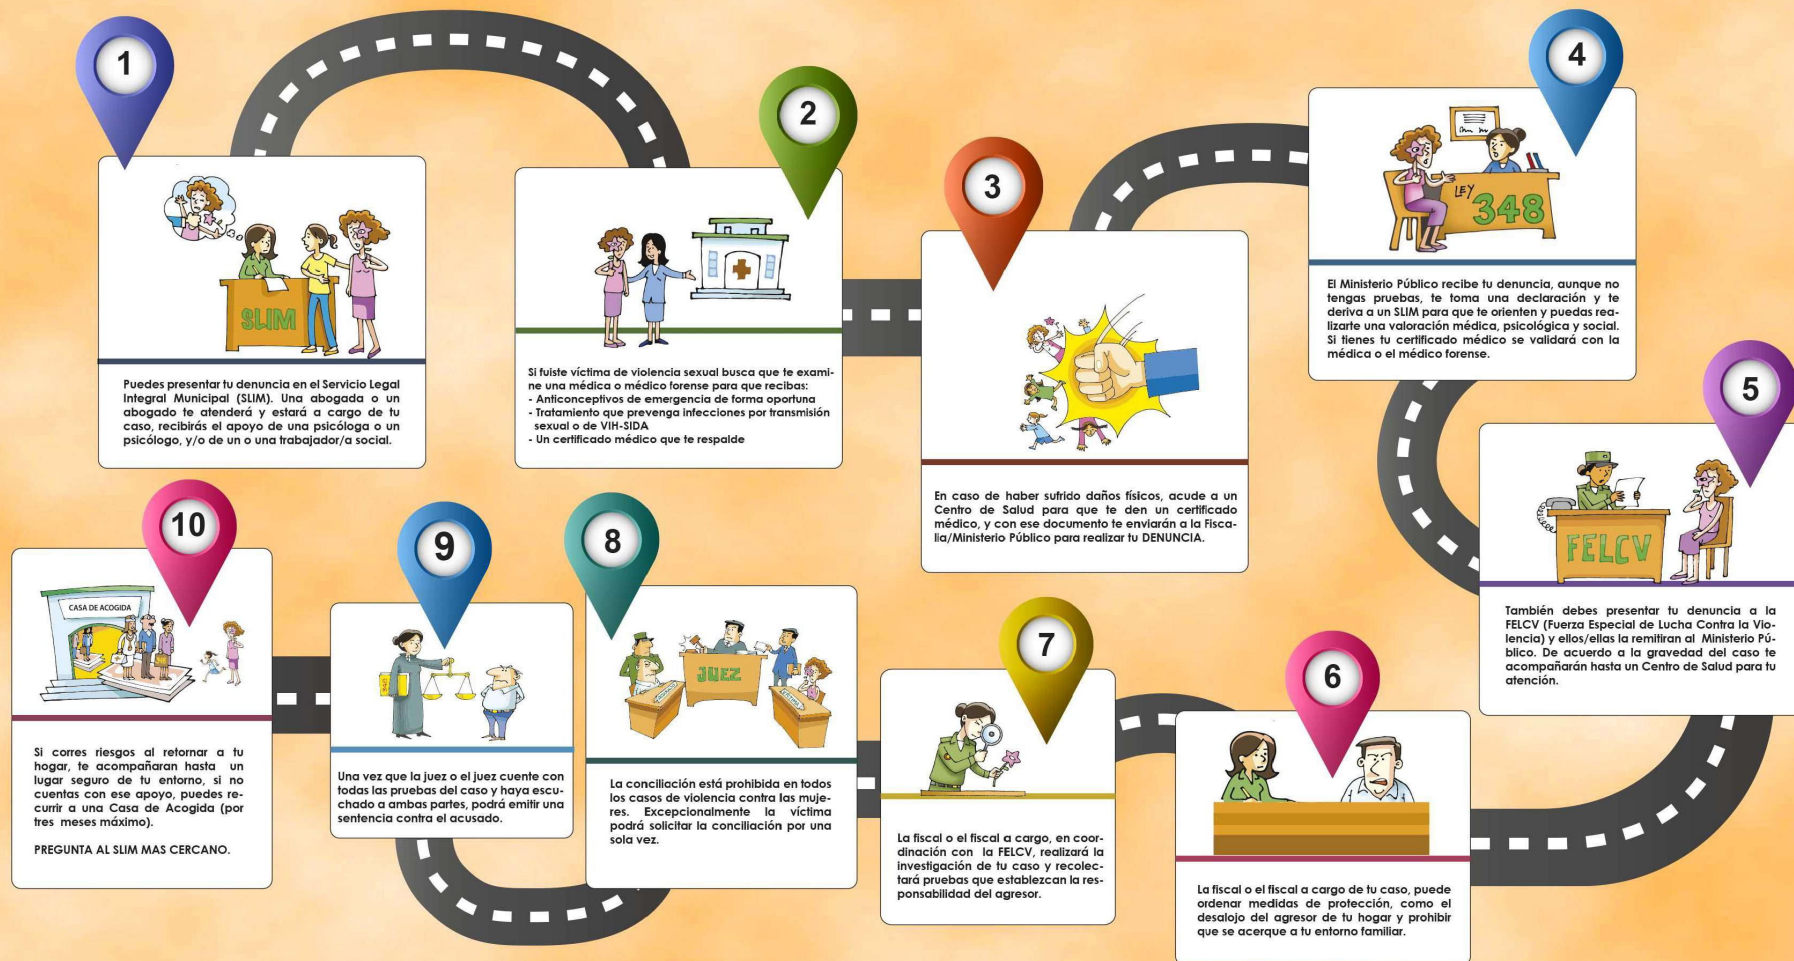 1
SLIM
Puedes presentar tu denuncia en el Servicio Legal
Integral Municipal (SLIM). Una abogada o un
abogado te atenderá y estará a cargo de tu
caso, recibirás el apoyo de una psicóloga o un
psicólogo, y/o de un o una trabajador/a social.
2
Si fuiste víctima de violencia sexual busca que te exami-
ne una médica o médico forense para que recibas:
- Anticonceptivos de emergencia de forma oportuna
- Tratamiento que prevenga infecciones por transmisión
sexual o de VIH-SIDA
- Un certificado médico que te respalde
3
En caso de haber sufrido daños físicos, acude a un
Centro de Salud para que te den un certificado
médico, y con ese documento te enviarán a la Fisca-
lia/Ministerio Público para realizar tu DENUNCIA.
4
LEY
348
El Ministerio Público recibe tu denuncia, aunque no
tengas pruebas, te toma una declaración y te
deriva a un SLIM para que te orienten y puedas rea-
lizarte una valoración médica, psicológica y social.
Si tienes tu certificado médico se validará con la
médica o el médico forense.
5
FELCV
También debes presentar tu denuncia a la
FELCV (Fuerza Especial de Lucha Contra la Vio-
lencia) y ellos/ellas la remitiran al Ministerio Pú-
blico. De acuerdo a la gravedad del caso te
acompañarán hasta un Centro de Salud para tu
atención.
6
La fiscal o el fiscal a cargo de tu caso, puede
ordenar medidas de protección, como el
desalojo del agresor de tu hogar y prohibir
que se acerque a tu entorno familiar.
7
La fiscal o el fiscal a cargo, en coor-
dinación con la FELCV, realizará la
investigación de tu caso y recolec-
tará pruebas que establezcan la res-
ponsabilidad del agresor.
8
JUEZ
La conciliación está prohibida en todos
los casos de violencia contra las muje-
res. Excepcionalmente la víctima
podrá solicitar la conciliación por una
sola vez.
9
Una vez que la juez o el juez cuente con
todas las pruebas del caso y haya escu-
chado a ambas partes, podrá emitir una
sentencia contra el acusado.
10
CASA DE ACOGIDA
Si corres riesgos al retornar a tu
hogar, te acompañaran hasta un
lugar seguro de tu entorno, si no
cuentas con ese apoyo, puedes re-
currir a una Casa de Acogida (por
tres meses máximo).
PREGUNTA AL SLIM MAS CERCANO.